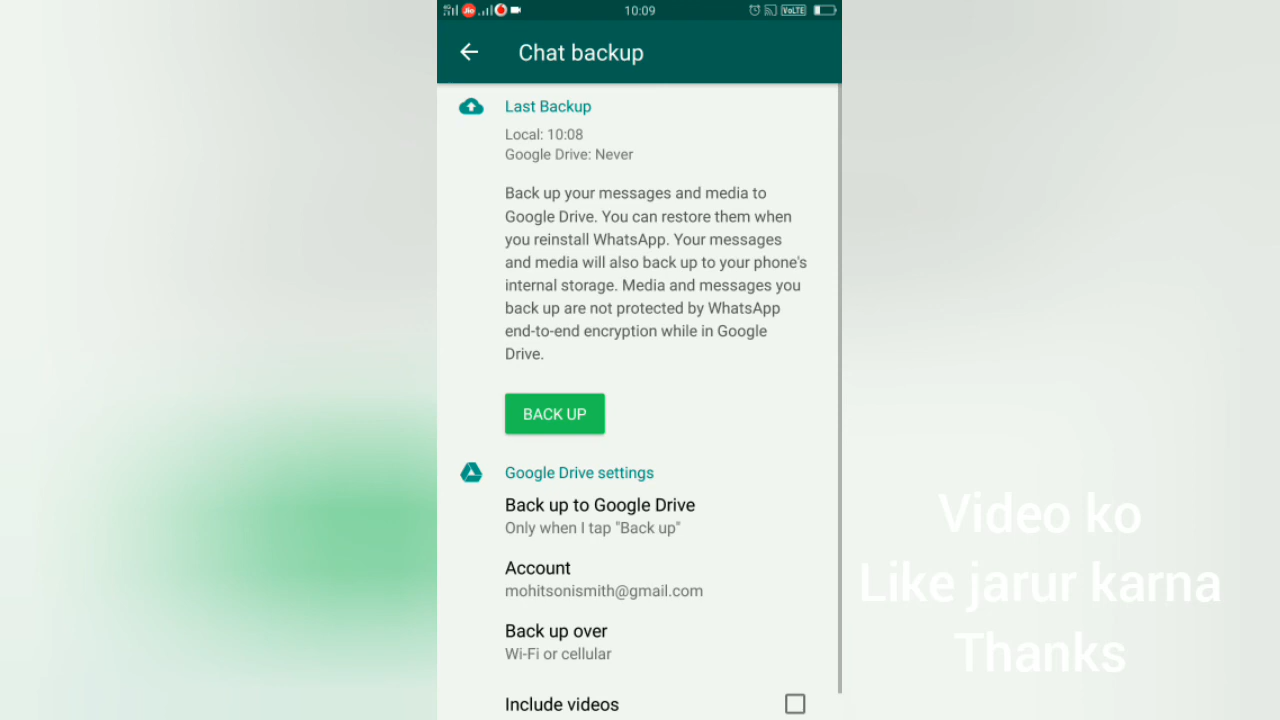 10:09
VoLTE
Chat backup
Last Backup
Local: 10:08
Google Drive: Never
Back up your messages and media to
Google Drive. You can restore them when
you reinstall WhatsApp. Your messages
and media will also back up to your phone's
internal storage. Media and messages you
back up are not protected by WhatsApp
end-to-end encryption while in Google
Drive.
BACK UP
Google Drive settings
Back up to Google Drive
Only when I tap "Back up"
Account
mohitsonismith@gmail.com
Back up over
Wi-Fi or cellular
Include videos
Video ko
Like jarur karna
Thanks